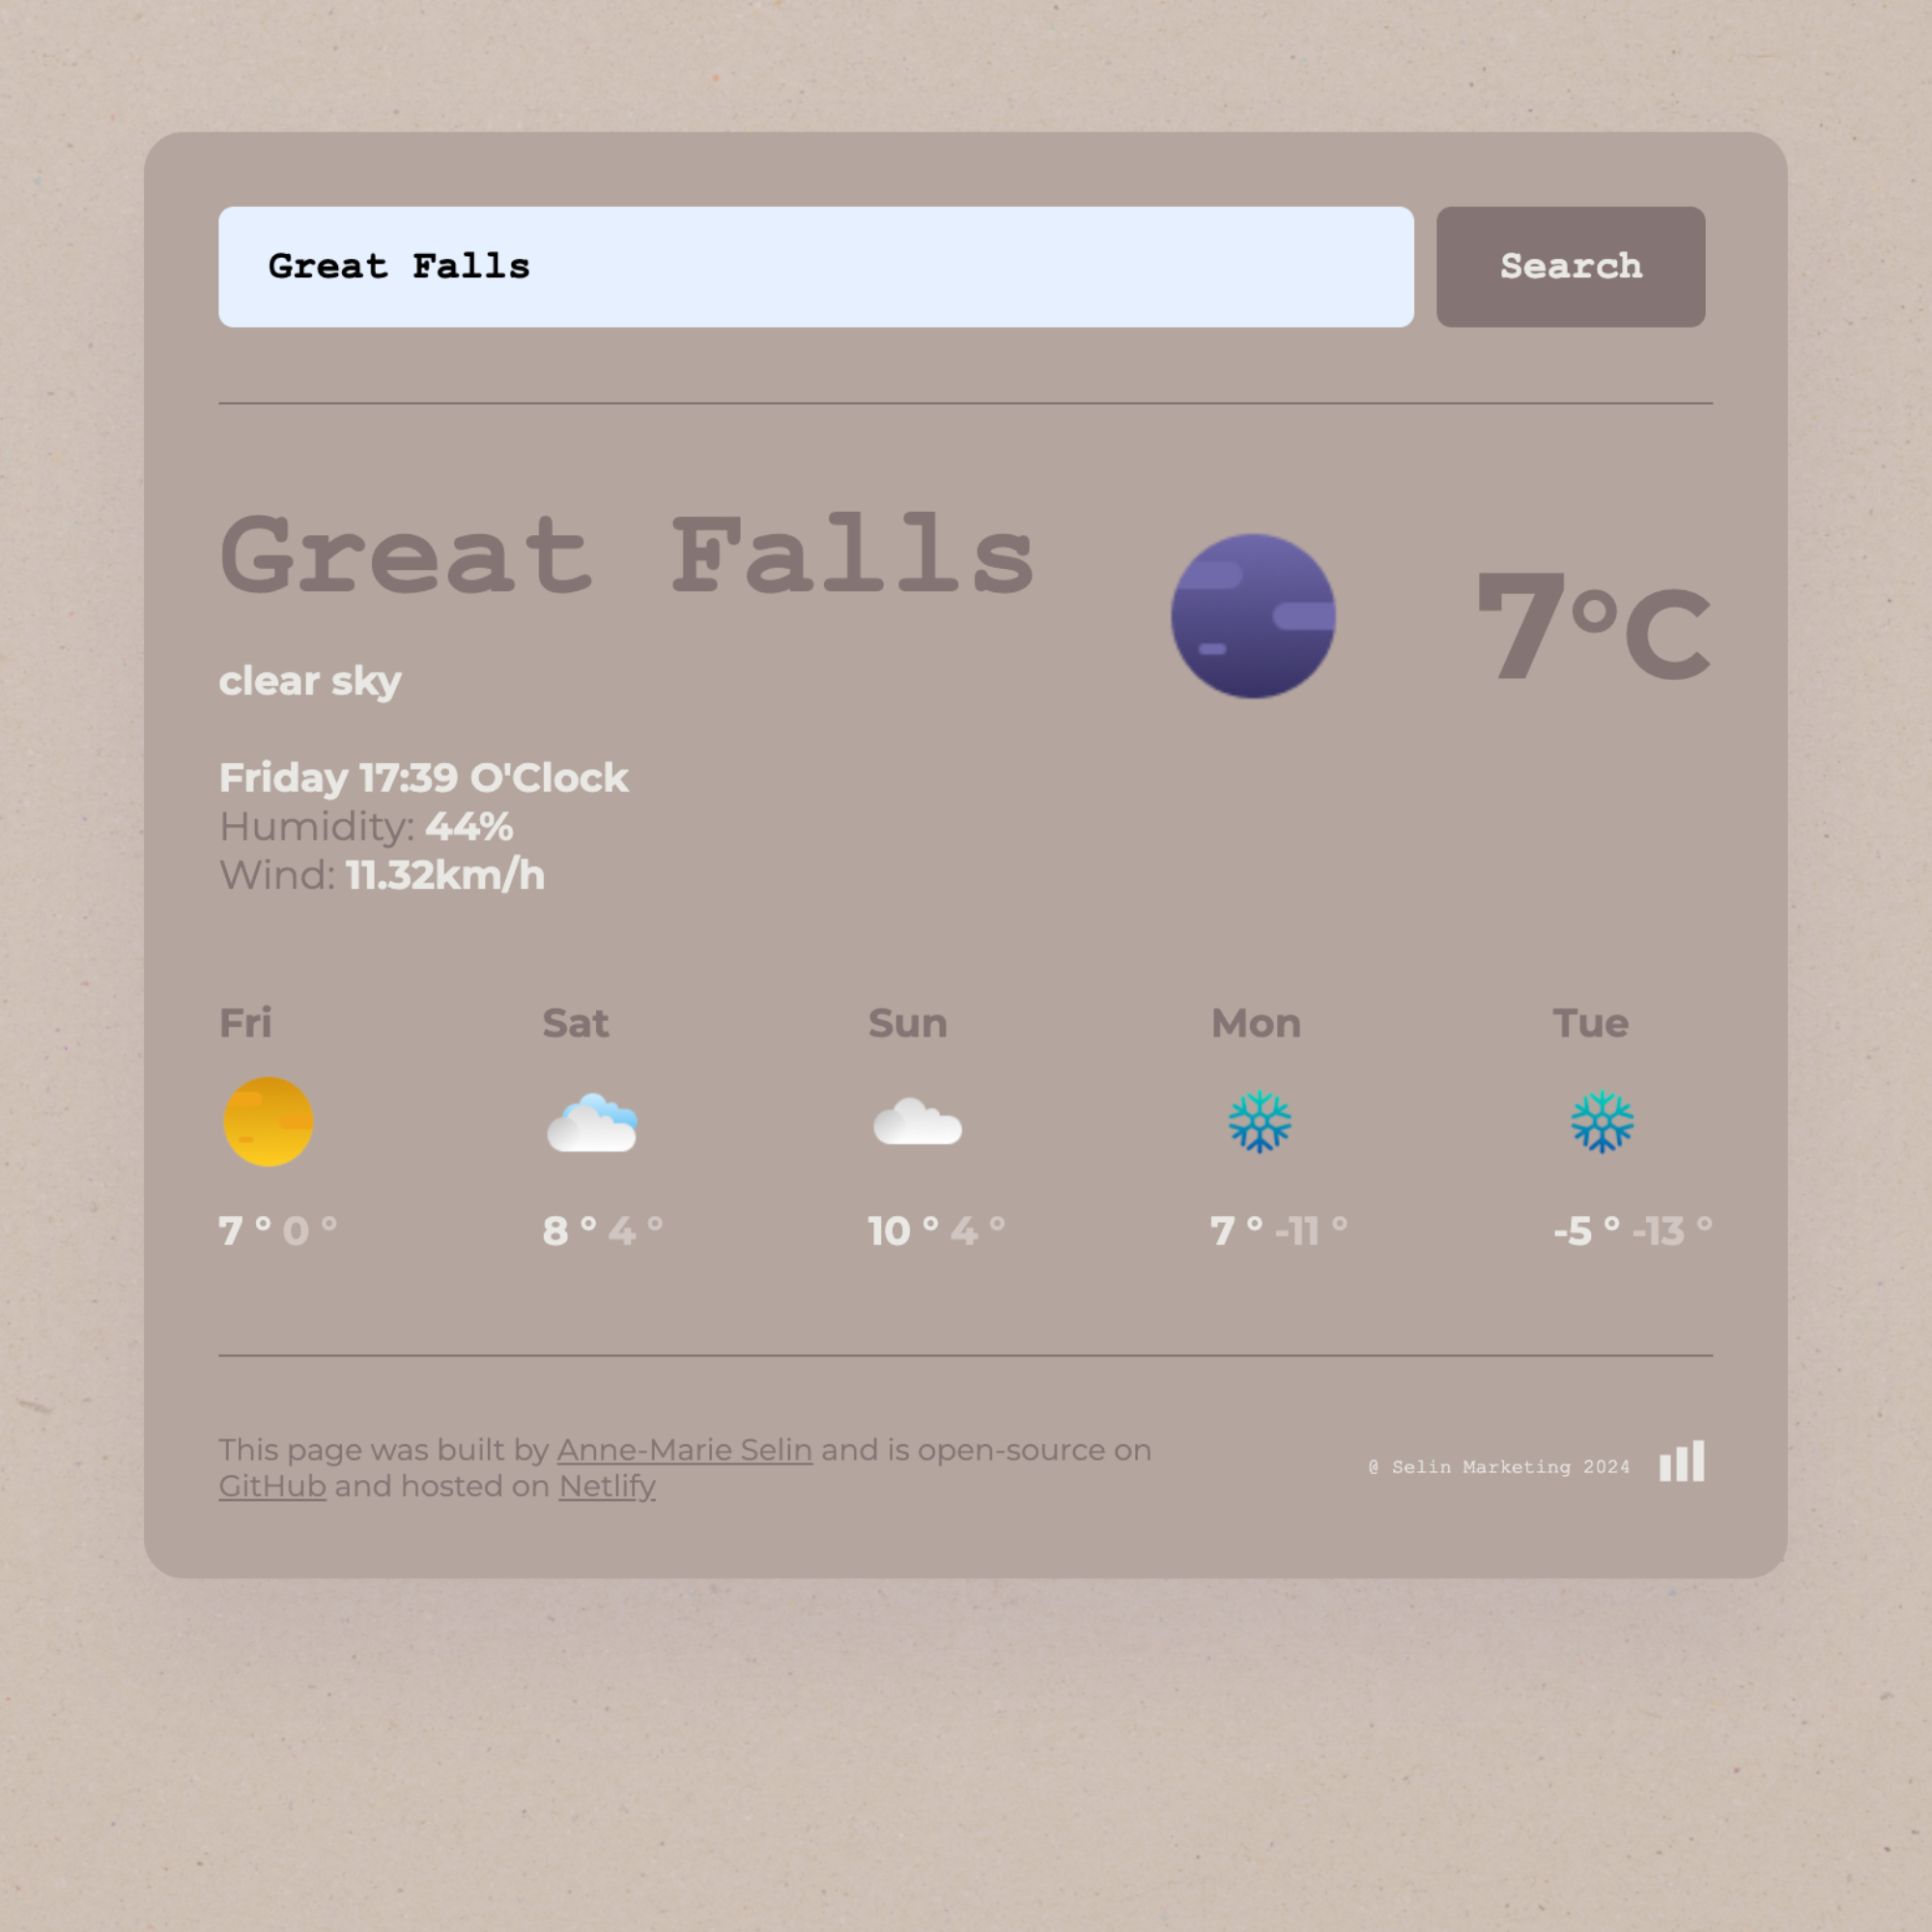 Great Falls
Search
Great Falls
7°C
clear sky
Friday 17:39 O'Clock
Humidity: 44%
Wind: 11.32km/h
Fri Sat Sun Mon Tue
7 ° 0 ° 8 ° 4 ° 10 ° 4 ° 7 ° -11 ° -5 ° -13 °
This page was built by Anne-Marie Selin and is open-source on
GitHub and hosted on Netlify
@ Selin Marketing 2024